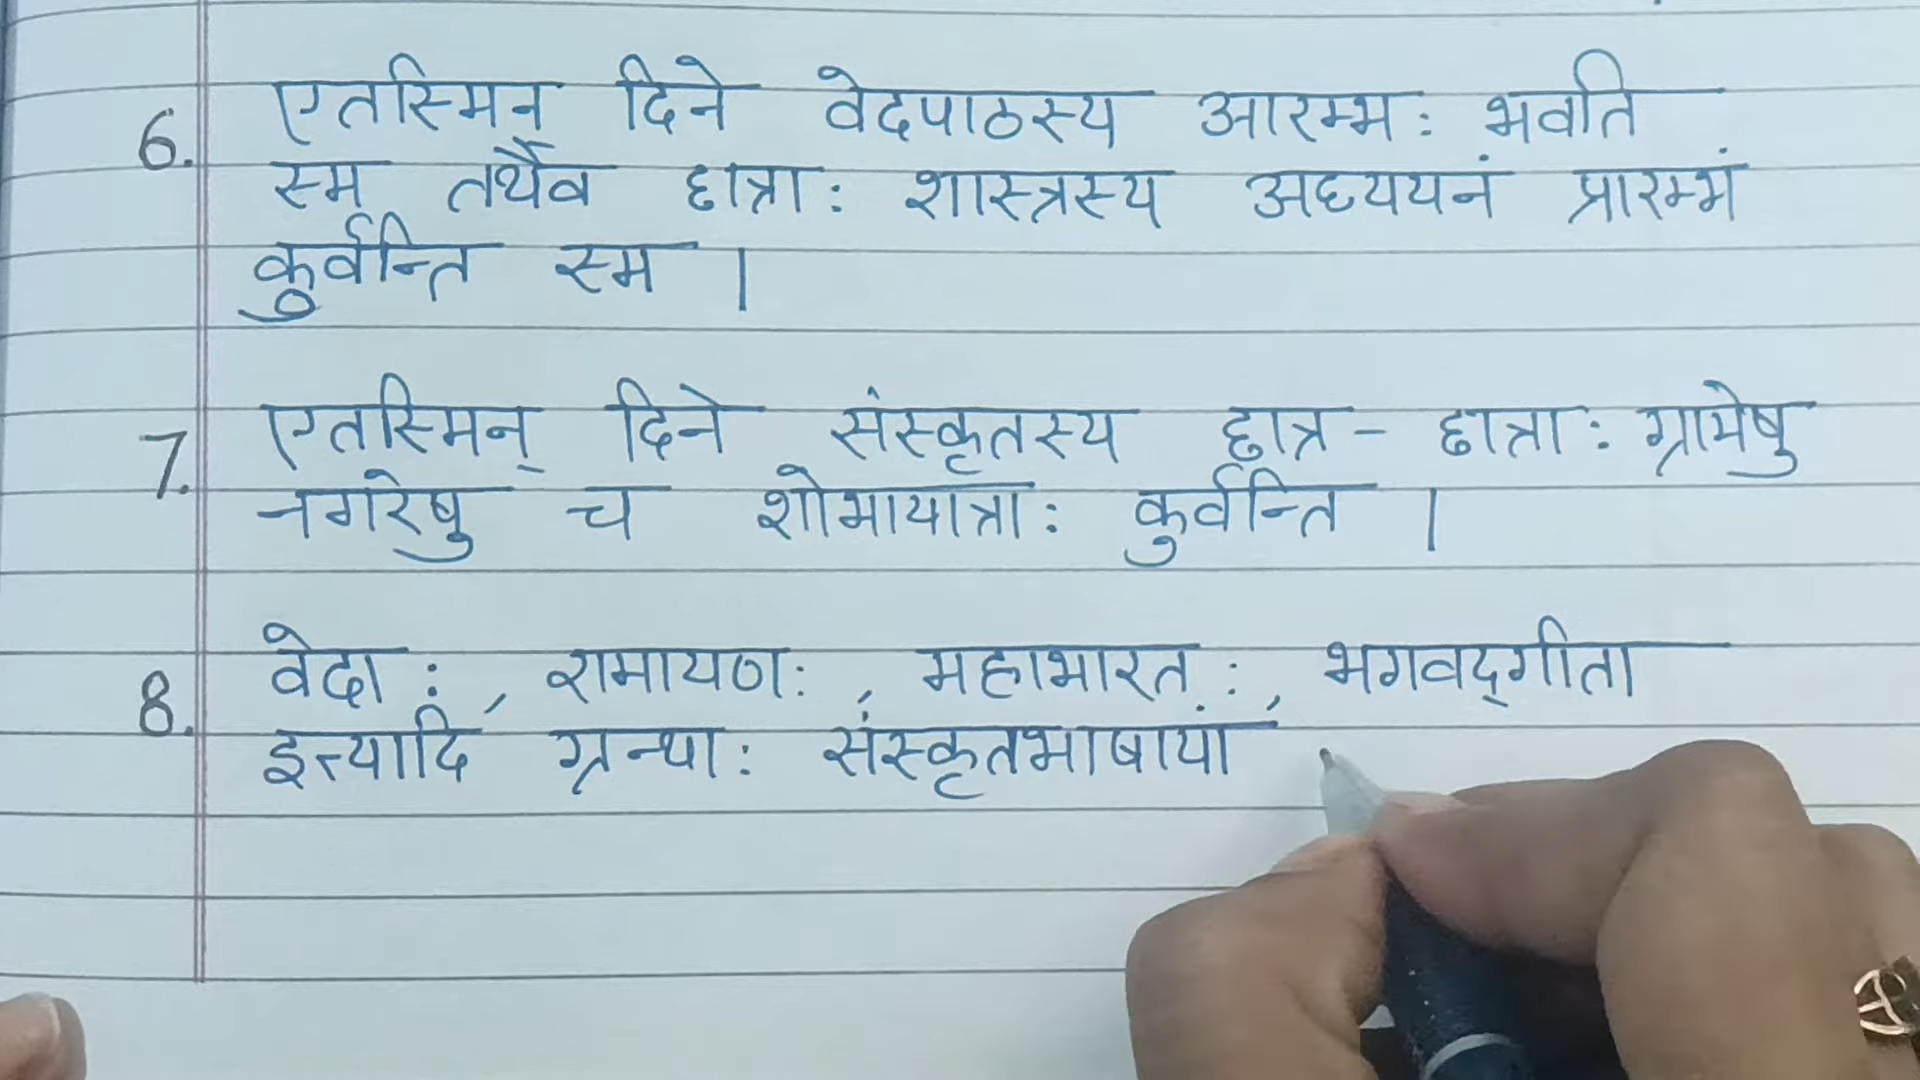 6. एतस्मिन् दिने वेदपाठस्य आरम्भः भवति
स्म तथैव छात्राः शास्त्रस्य अध्ययनं प्रारम्भं
कुर्वन्ति स्म ।
7. एतस्मिन् दिने संस्कृतस्य छात्र - छात्राः ग्रामेषु
नगरेषु च शोभायात्राः कुर्वन्ति ।
8. वेदाः , रामायणः , महाभारतः , भगवद्‌गीता
इत्यादि ग्रन्थाः संस्कृतभाषायां